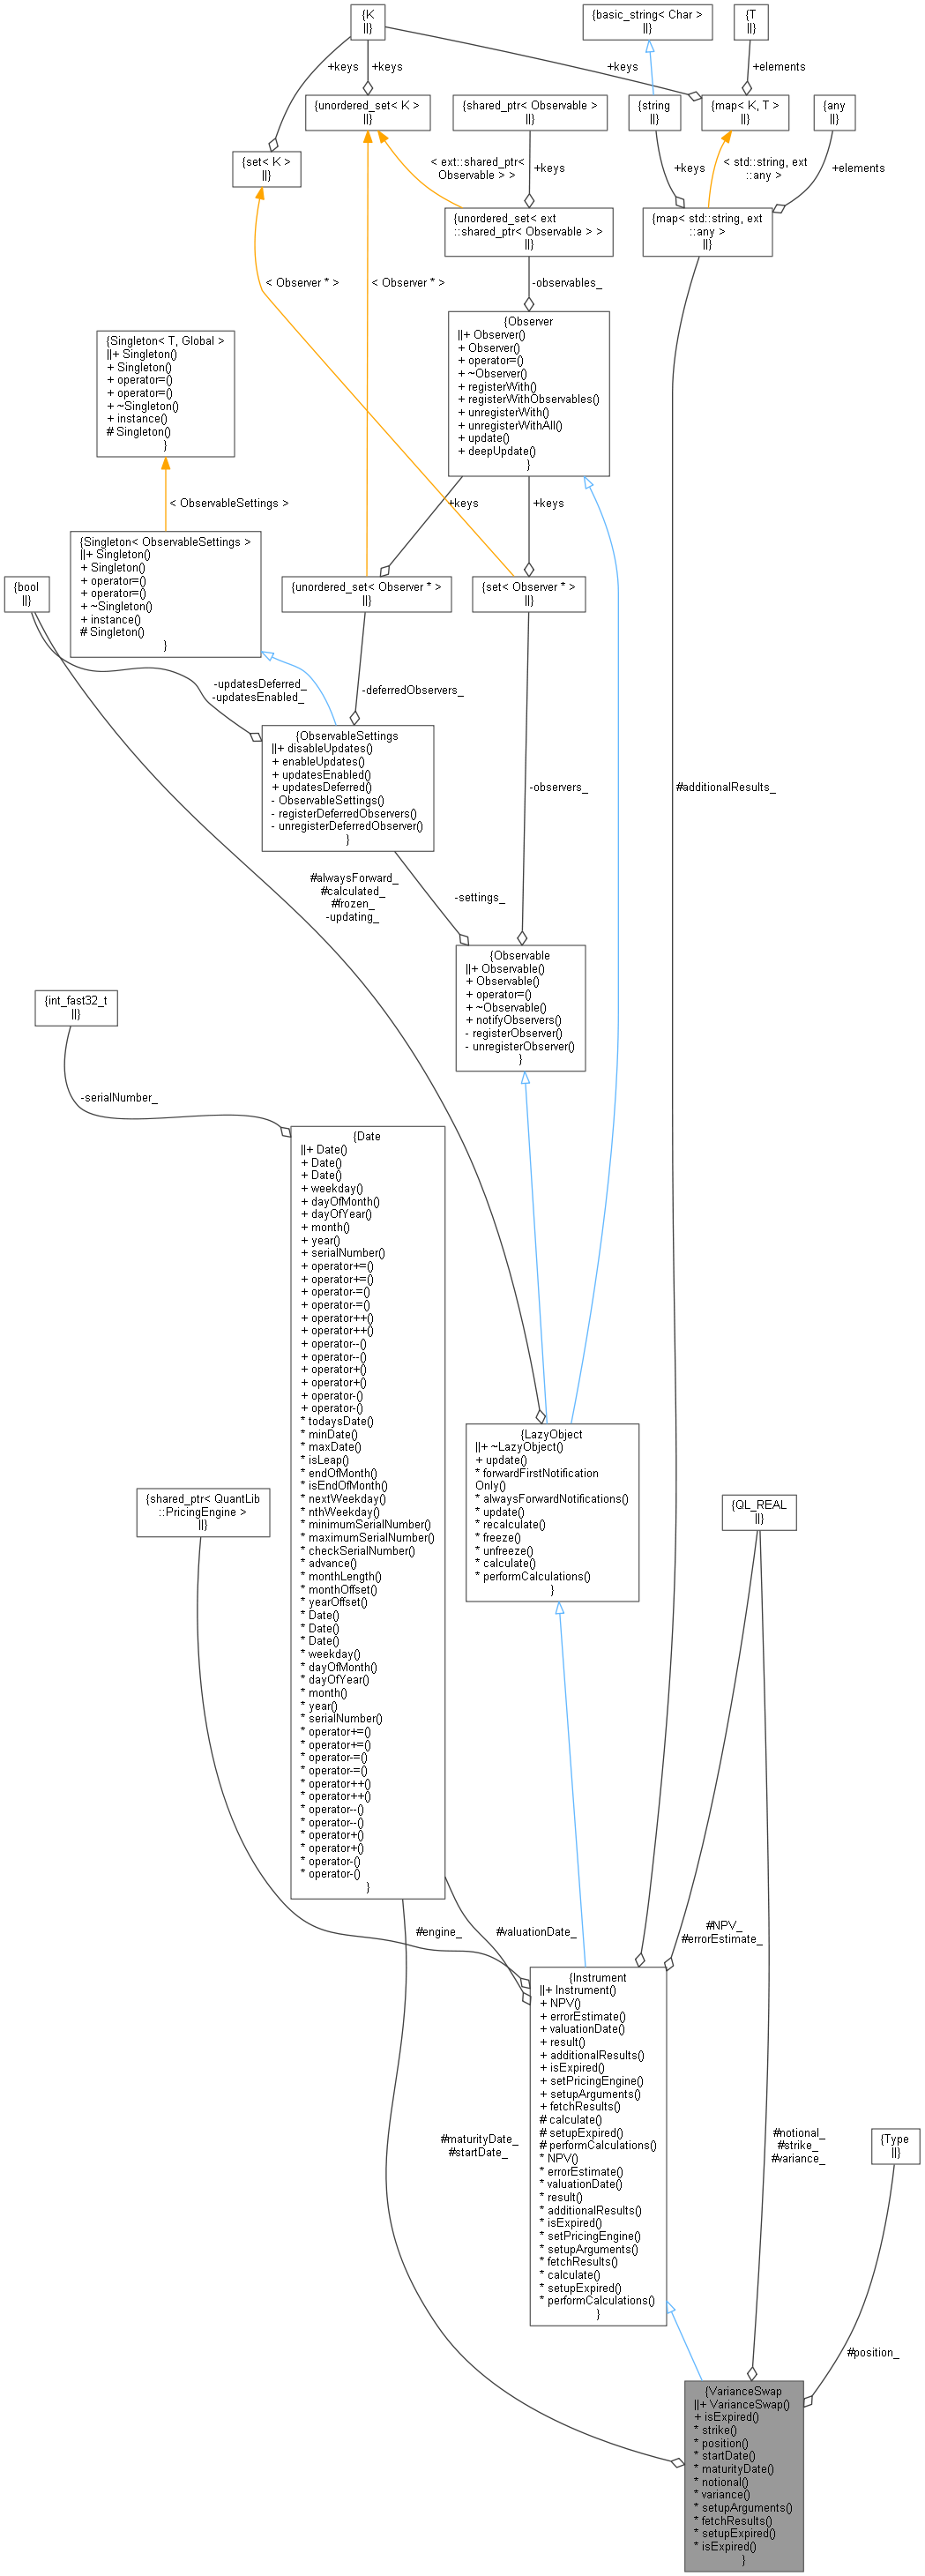 {K
||}
{basic_string< Char >
||}
{T
||}
+keys
+keys
+keys
+elements
{unordered_set< K >
||}
{shared_ptr< Observable >
||}
{string
||}
{map< K, T >
||}
{any
||}
{set< K >
||}
< ext::shared_ptr<
Observable > >
+keys
+keys
< std::string, ext
::any >
+elements
{unordered_set< ext
::shared_ptr< Observable > >
||}
{map< std::string, ext
::any >
||}
< Observer * >
< Observer * >
-observables_
{Observer
||+ Observer()
+ Observer()
+ operator=()
+ ~Observer()
+ registerWith()
+ registerWithObservables()
+ unregisterWith()
+ unregisterWithAll()
+ update()
+ deepUpdate()
}
{Singleton< T, Global >
||+ Singleton()
+ Singleton()
+ operator=()
+ operator=()
+ ~Singleton()
+ instance()
# Singleton()
}
< ObservableSettings >
+keys
+keys
{Singleton< ObservableSettings >
||+ Singleton()
+ Singleton()
+ operator=()
+ operator=()
+ ~Singleton()
+ instance()
# Singleton()
}
{bool
||}
{unordered_set< Observer * >
||}
{set< Observer * >
||}
-updatesDeferred_
-updatesEnabled_
-deferredObservers_
{ObservableSettings
||+ disableUpdates()
+ enableUpdates()
+ updatesEnabled()
+ updatesDeferred()
- ObservableSettings()
- registerDeferredObservers()
- unregisterDeferredObserver()
}
-observers_
#additionalResults_
#alwaysForward_
#calculated_
#frozen_
-updating_
-settings_
{Observable
||+ Observable()
+ Observable()
+ operator=()
+ ~Observable()
+ notifyObservers()
- registerObserver()
- unregisterObserver()
}
{int_fast32_t
||}
-serialNumber_
{Date
||+ Date()
+ Date()
+ Date()
+ weekday()
+ dayOfMonth()
+ dayOfYear()
+ month()
+ year()
+ serialNumber()
+ operator+=()
+ operator+=()
+ operator-=()
+ operator-=()
+ operator++()
+ operator++()
+ operator--()
+ operator--()
+ operator+()
+ operator+()
+ operator-()
+ operator-()
* todaysDate()
* minDate()
* maxDate()
* isLeap()
* endOfMonth()
* isEndOfMonth()
* nextWeekday()
* nthWeekday()
* minimumSerialNumber()
* maximumSerialNumber()
* checkSerialNumber()
* advance()
* monthLength()
* monthOffset()
* yearOffset()
* Date()
* Date()
* Date()
* weekday()
* dayOfMonth()
* dayOfYear()
* month()
* year()
* serialNumber()
* operator+=()
* operator+=()
* operator-=()
* operator-=()
* operator++()
* operator++()
* operator--()
* operator--()
* operator+()
* operator+()
* operator-()
* operator-()
}
{LazyObject
||+ ~LazyObject()
+ update()
* forwardFirstNotification
Only()
* alwaysForwardNotifications()
* update()
* recalculate()
* freeze()
* unfreeze()
* calculate()
* performCalculations()
}
{shared_ptr< QuantLib
::PricingEngine >
||}
{QL_REAL
||}
#engine_
#valuationDate_
#NPV_
#errorEstimate_
{Instrument
||+ Instrument()
+ NPV()
+ errorEstimate()
+ valuationDate()
+ result()
+ additionalResults()
+ isExpired()
+ setPricingEngine()
+ setupArguments()
+ fetchResults()
# calculate()
# setupExpired()
# performCalculations()
* NPV()
* errorEstimate()
* valuationDate()
* result()
* additionalResults()
* isExpired()
* setPricingEngine()
* setupArguments()
* fetchResults()
* calculate()
* setupExpired()
* performCalculations()
}
#maturityDate_
#startDate_
#notional_
#strike_
#variance_
{Type
||}
#position_
{VarianceSwap
||+ VarianceSwap()
+ isExpired()
* strike()
* position()
* startDate()
* maturityDate()
* notional()
* variance()
* setupArguments()
* fetchResults()
* setupExpired()
* isExpired()
}